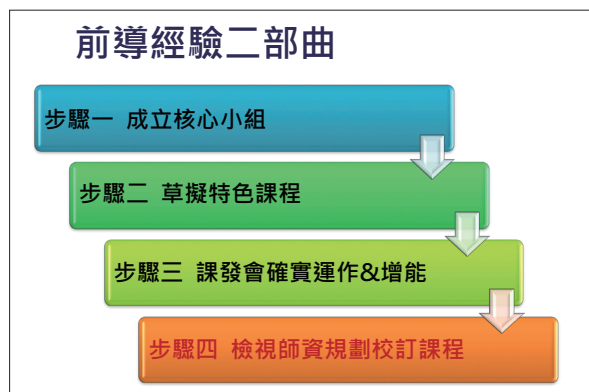 前導經驗二部曲
步驟一 成立核心小組
步驟二 草擬特色課程
步驟三 課發會確實運作&增能
步驟四 檢視師資規劃校訂課程